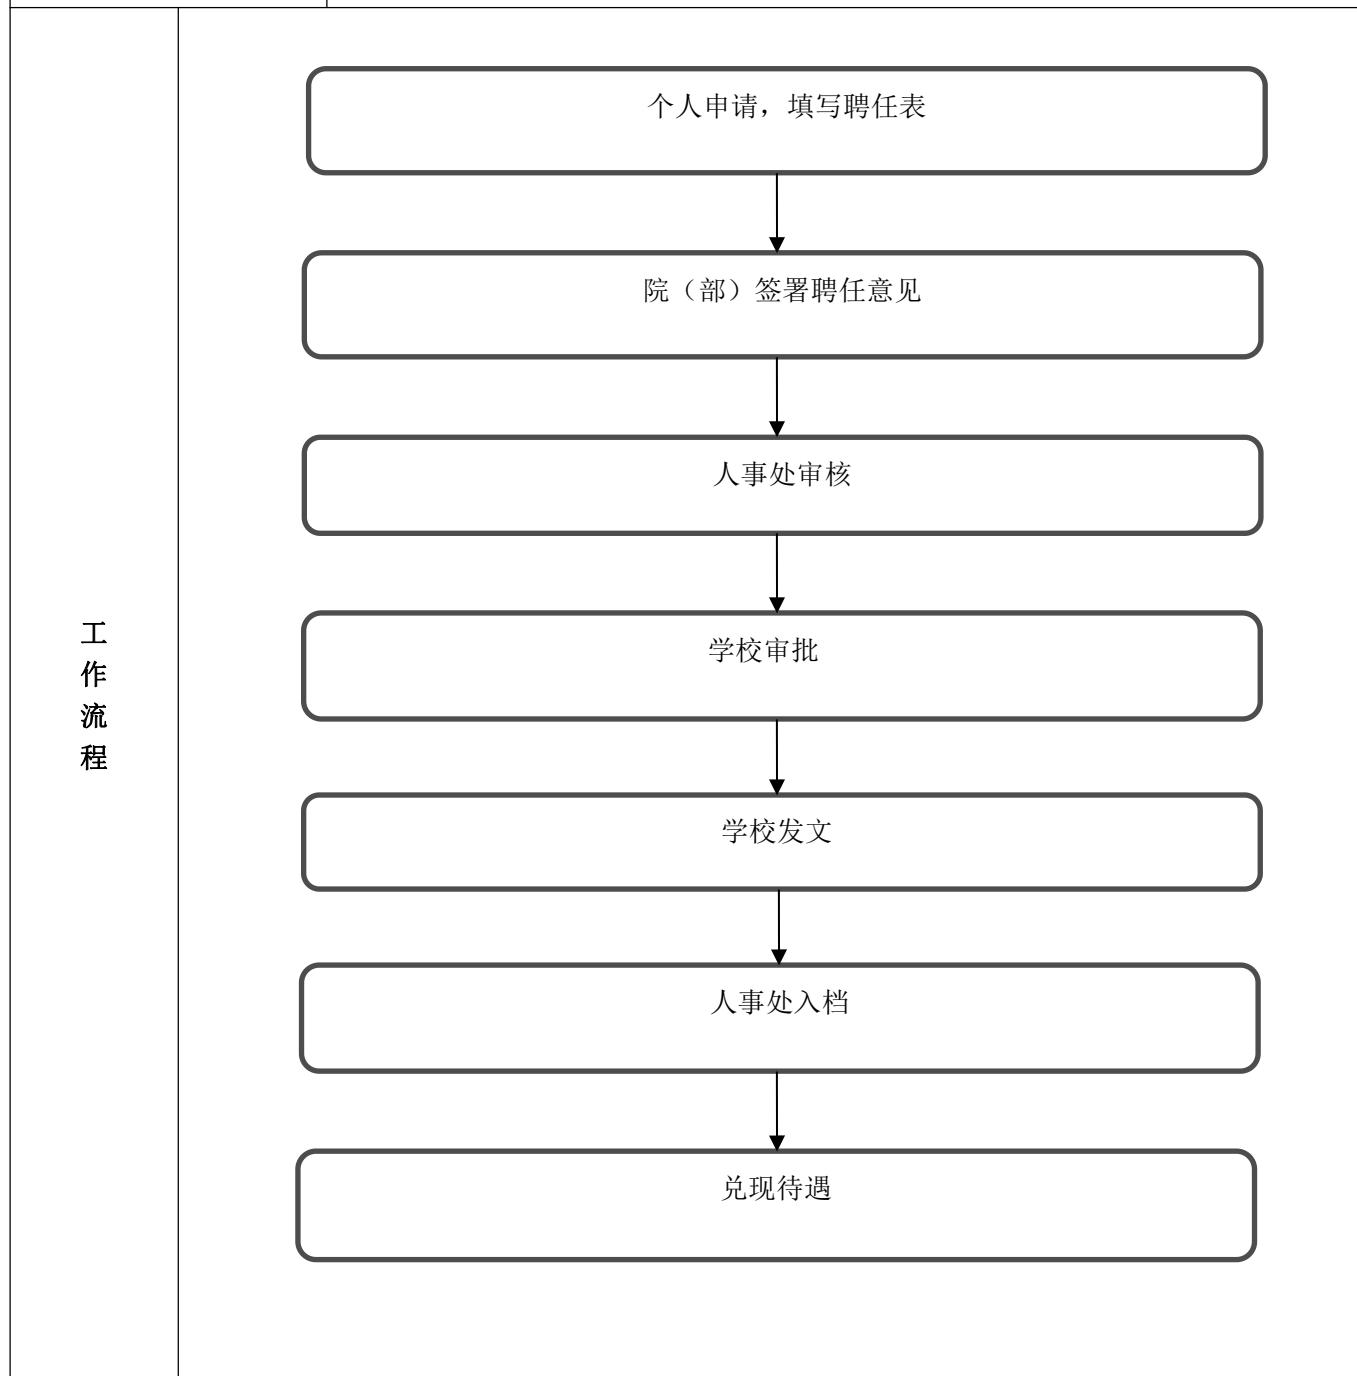 个人申请，填写聘任表
院（部）签署聘任意见
人事处审核
学校审批
学校发文
人事处入档
兑现待遇
工
作
流
程